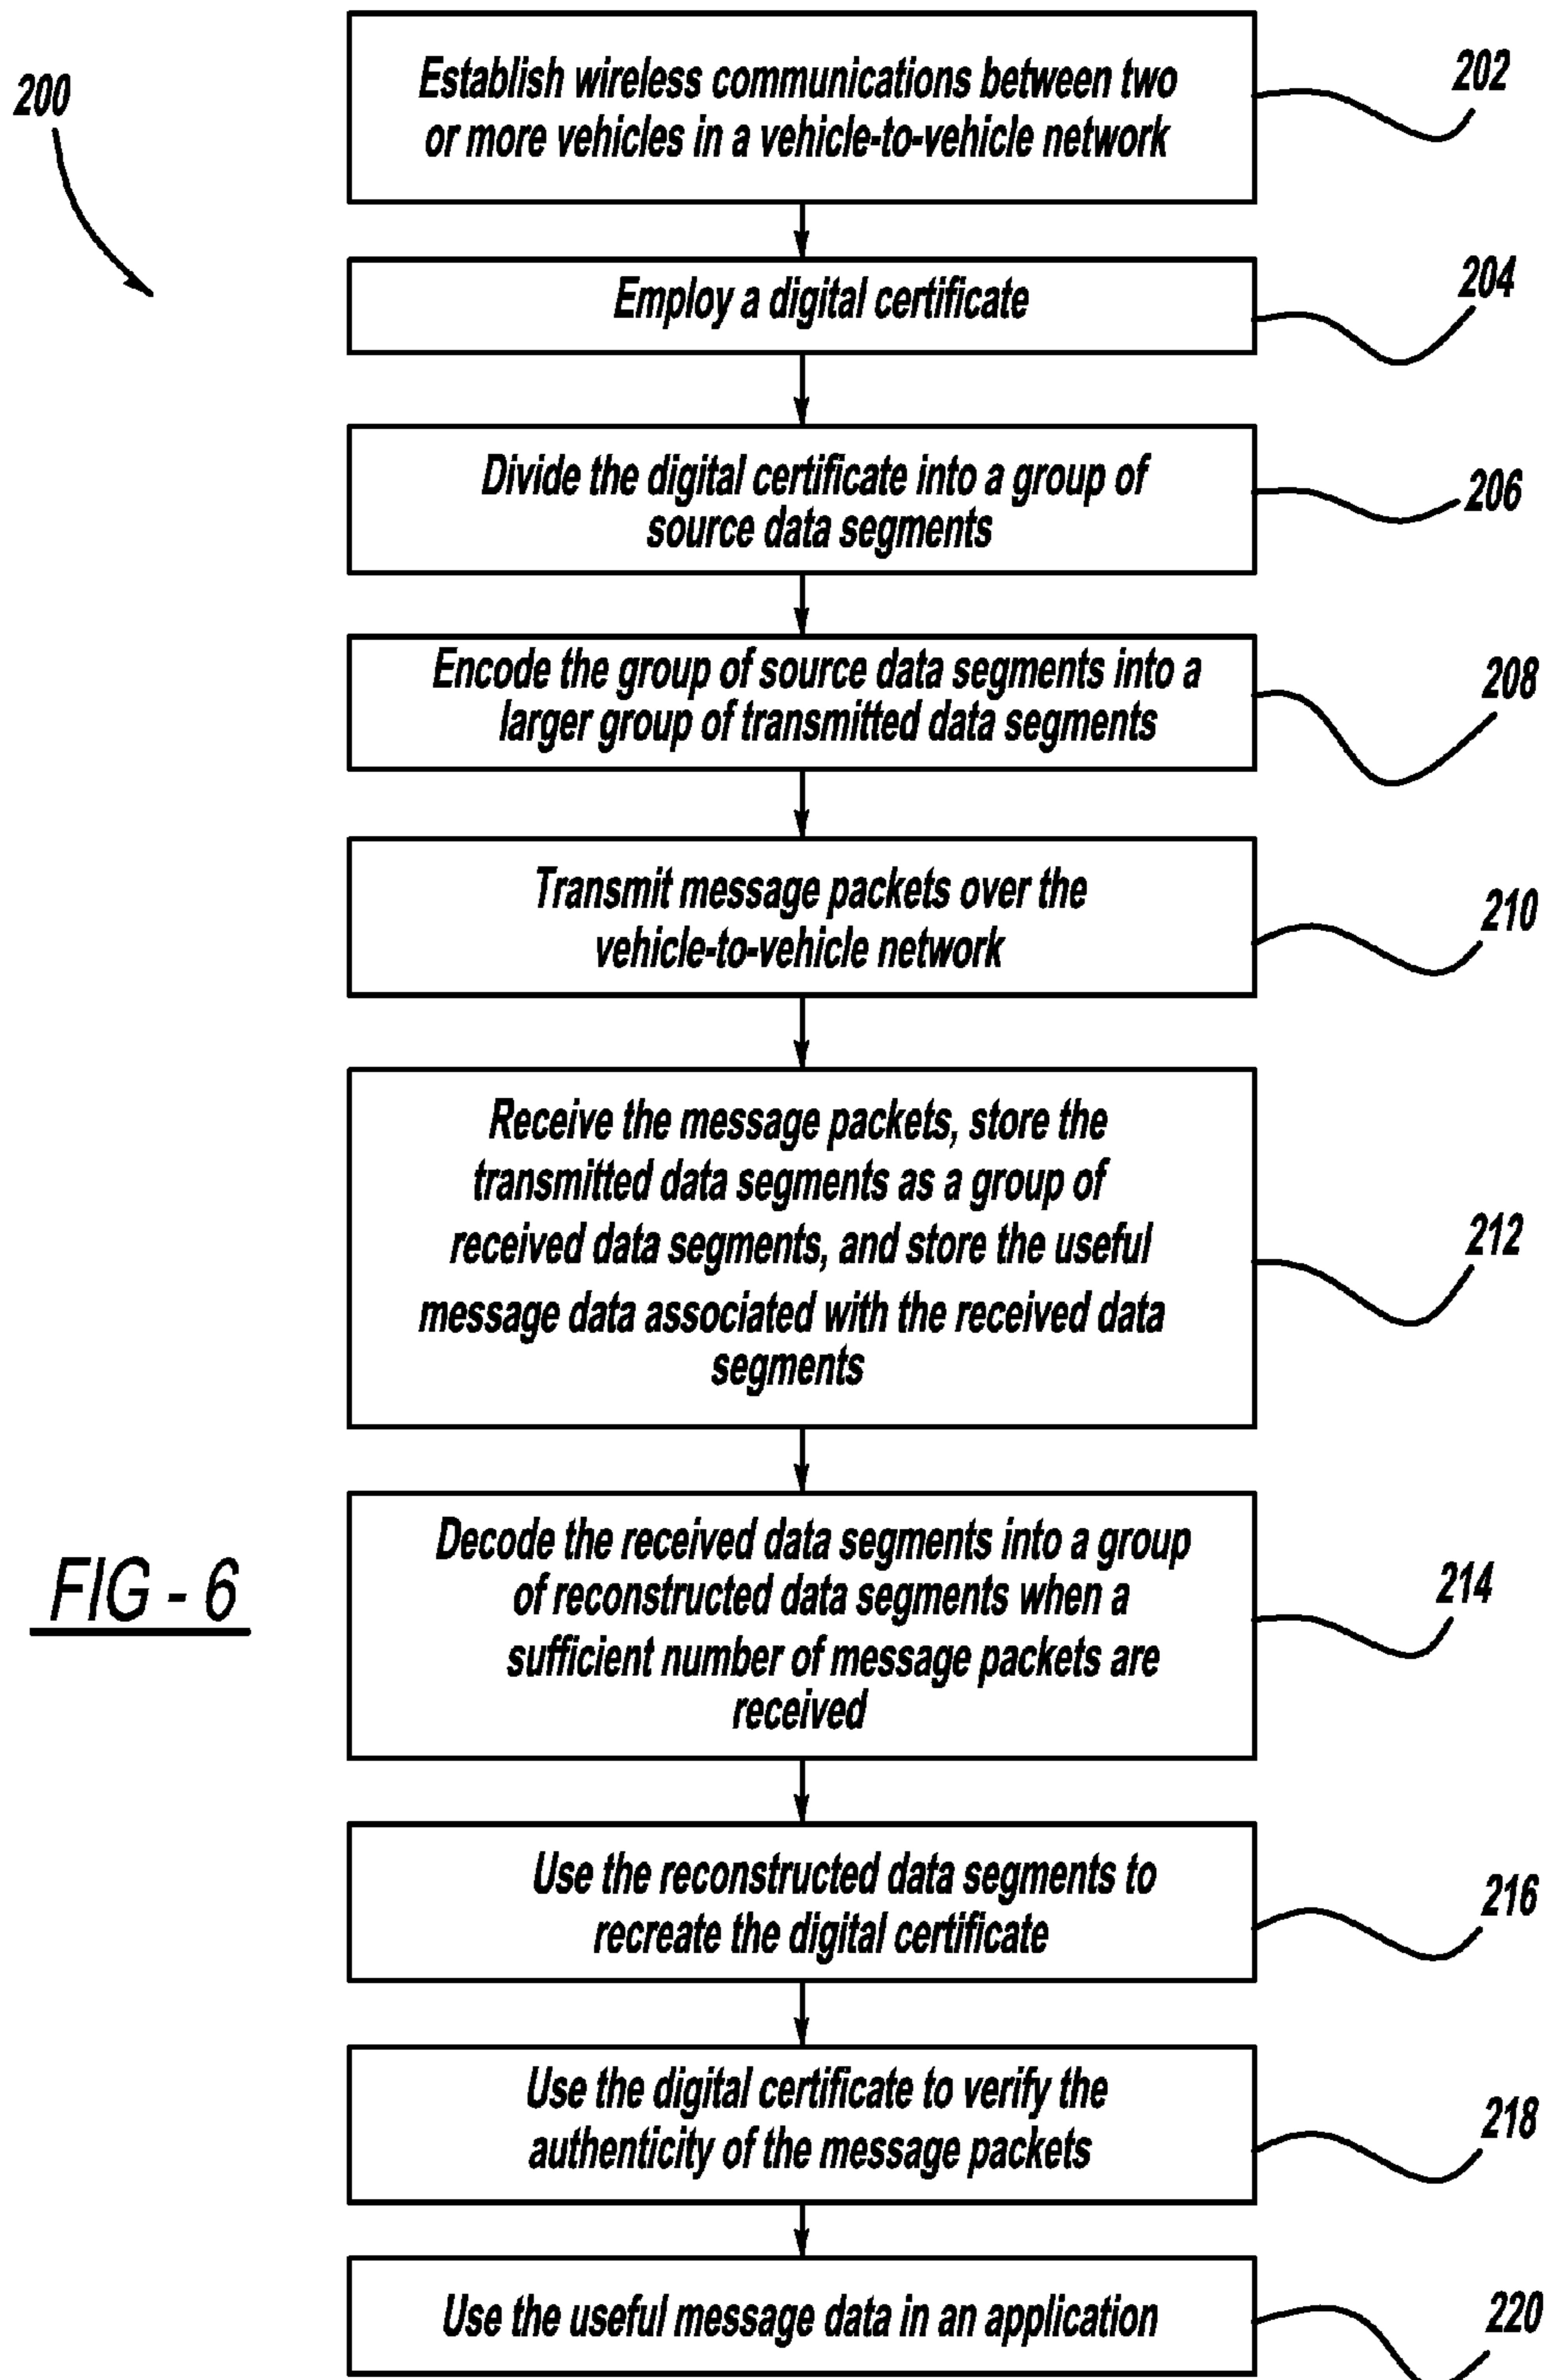 200
Establish wireless communications between two
or more vehicles in a vehicle-to-vehicle network
202
Employ a digital certificate
204
Divide the digital certificate into a group of
source data segments
206
Encode the group of source data segments into a
larger group of transmitted data segments
208
Transmit message packets over the
vehicle-to-vehicle network
210
Receive the message packets, store the
transmitted data segments as a group of
received data segments, and store the useful
message data associated with the received data
segments
212
Decode the received data segments into a group
of reconstructed data segments when a
sufficient number of message packets are
received
214
FIG - 6
Use the reconstructed data segments to
recreate the digital certificate
216
Use the digital certificate to verify the
authenticity of the message packets
218
Use the useful message data in an application
220